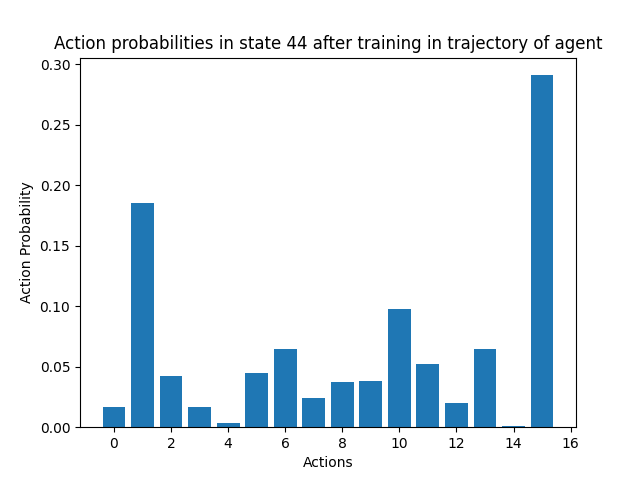 Action probabilities in state 44 after training in trajectory of agent
0.30
0.25
0.20
0.15
0.10
0.05
0.00
Action Probability
0 2 4 6 8 10 12 14 16
Actions